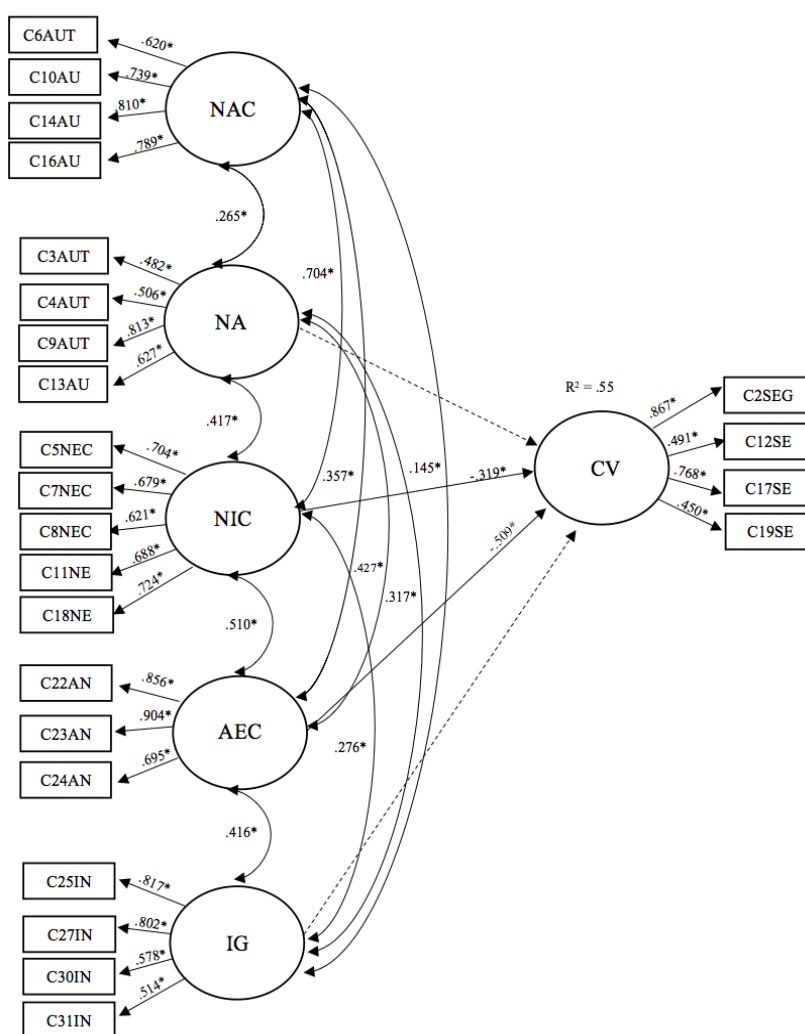 C6AUT
C10AU
C14AU
C16AU
.620*
.739*
.810*
.789*
NAC
.265*
C3AUT
C4AUT
C9AUT
C13AU
.482*
.506*
.813*
.627*
NA
.704*
.417*
C5NEC
C7NEC
C8NEC
C11NE
C18NE
.704*
.679*
.621*
.688*
.724*
NIC
.357*
.145*
-.319*
R² = .55
CV
.867*
.491*
.768*
.450*
C2SEG
C12SE
C17SE
C19SE
.427*
.317*
-.509*
.510*
C22AN
C23AN
C24AN
.856*
.904*
.695*
AEC
.276*
.416*
C25IN
C27IN
C30IN
C31IN
.817*
.802*
.578*
.514*
IG